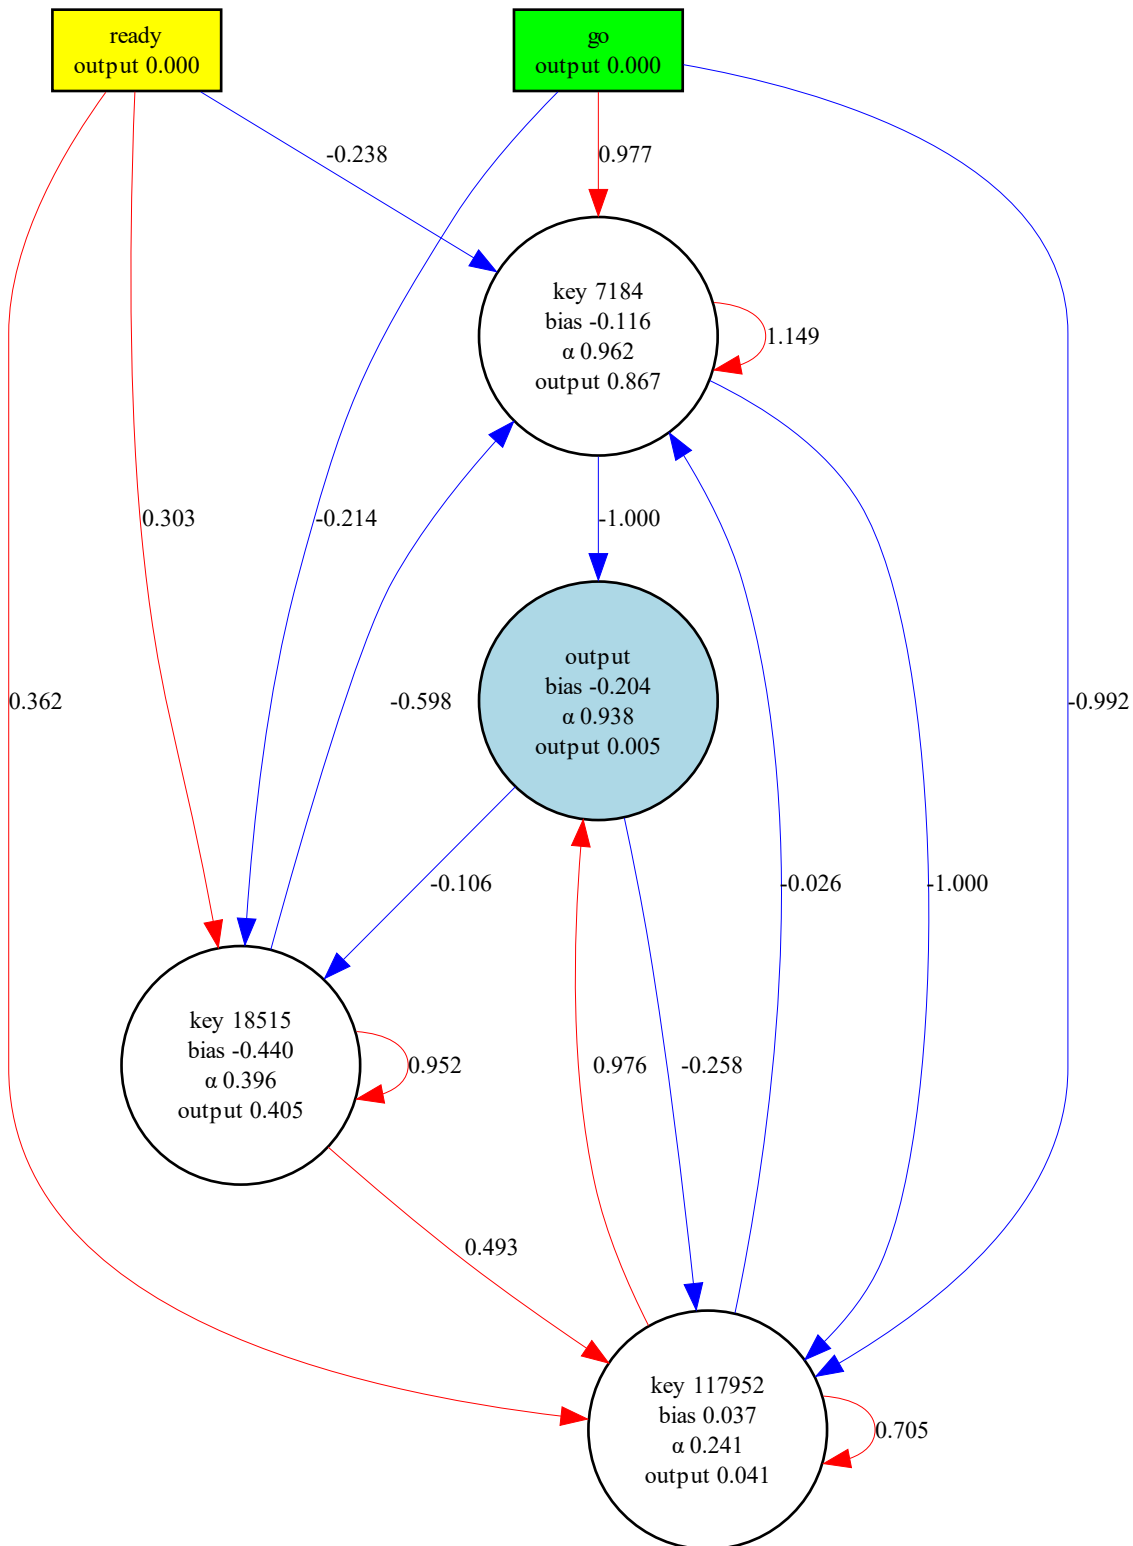 ready
output 0.000
go
output 0.000
-0.238
0.977
key 7184
bias -0.116
α 0.962
output 0.867
1.149
0.303
-0.214
-1.000
output
bias -0.204
α 0.938
output 0.005
0.362
-0.598
-0.992
-0.106
-0.026
-1.000
key 18515
bias -0.440
α 0.396
output 0.405
0.952
0.976
-0.258
0.493
key 117952
bias 0.037
α 0.241
output 0.041
0.705